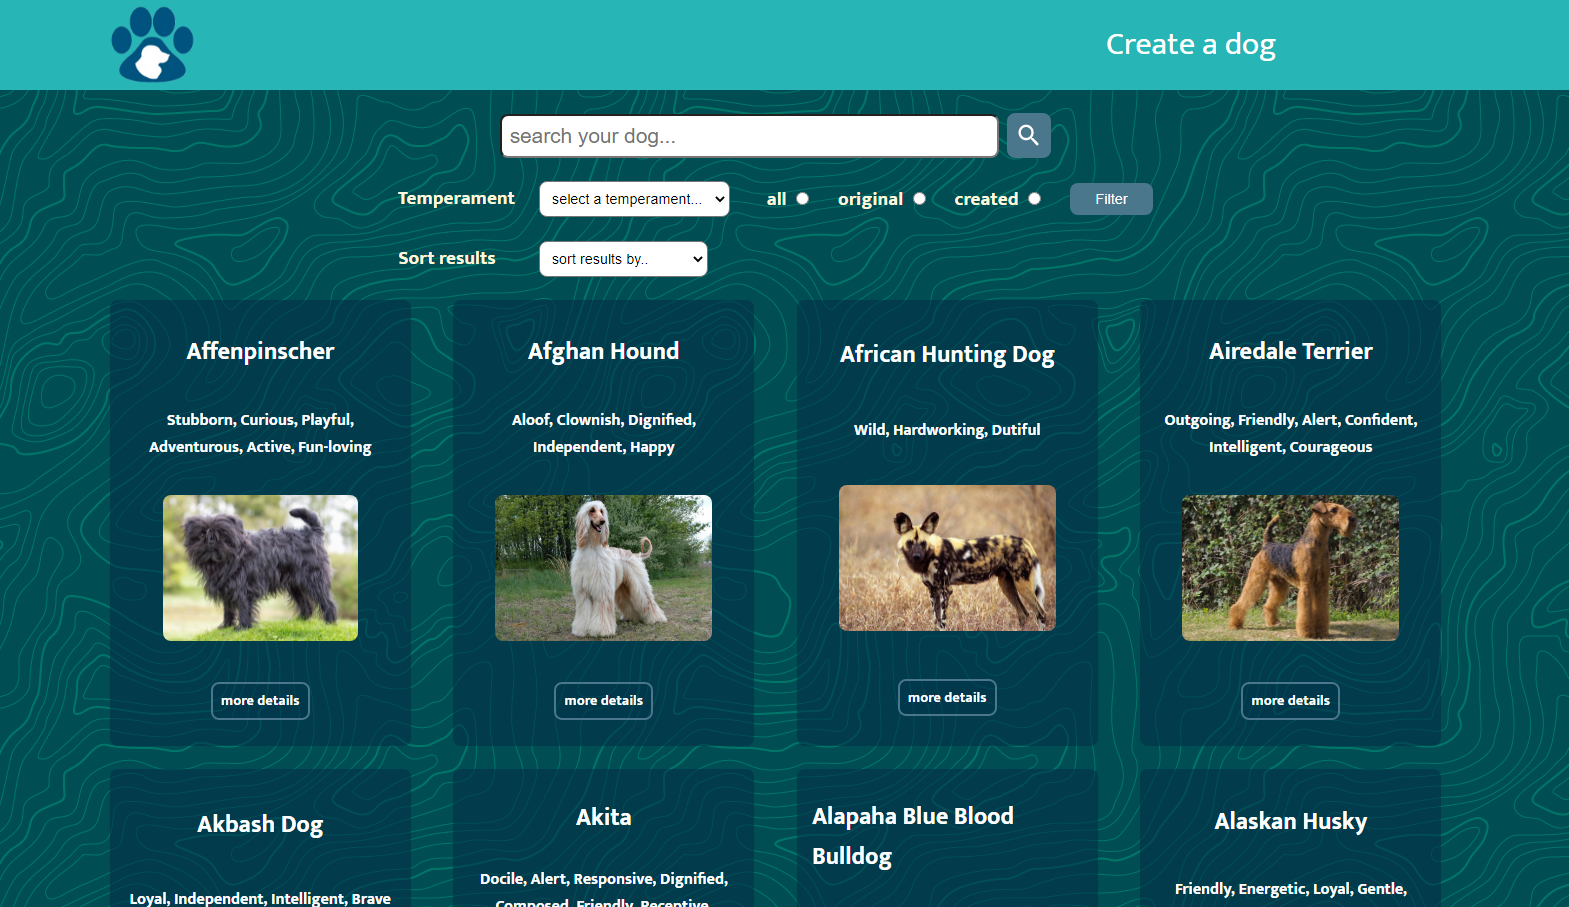 Create a dog
search your dog...
Temperament select a temperament... all original created Filter
Sort results sort results by..
Affenpinscher
Stubborn, Curious, Playful,
Adventurous, Active, Fun-loving
more details
Afghan Hound
Aloof, Clownish, Dignified,
Independent, Happy
more details
African Hunting Dog
Wild, Hardworking, Dutiful
more details
Airedale Terrier
Outgoing, Friendly, Alert, Confident,
Intelligent, Courageous
more details
Akbash Dog
Loyal, Independent, Intelligent, Brave
Akita
Docile, Alert, Responsive, Dignified,
Composed, Friendly, Receptive,
Alapaha Blue Blood
Bulldog
Alaskan Husky
Friendly, Energetic, Loyal, Gentle,